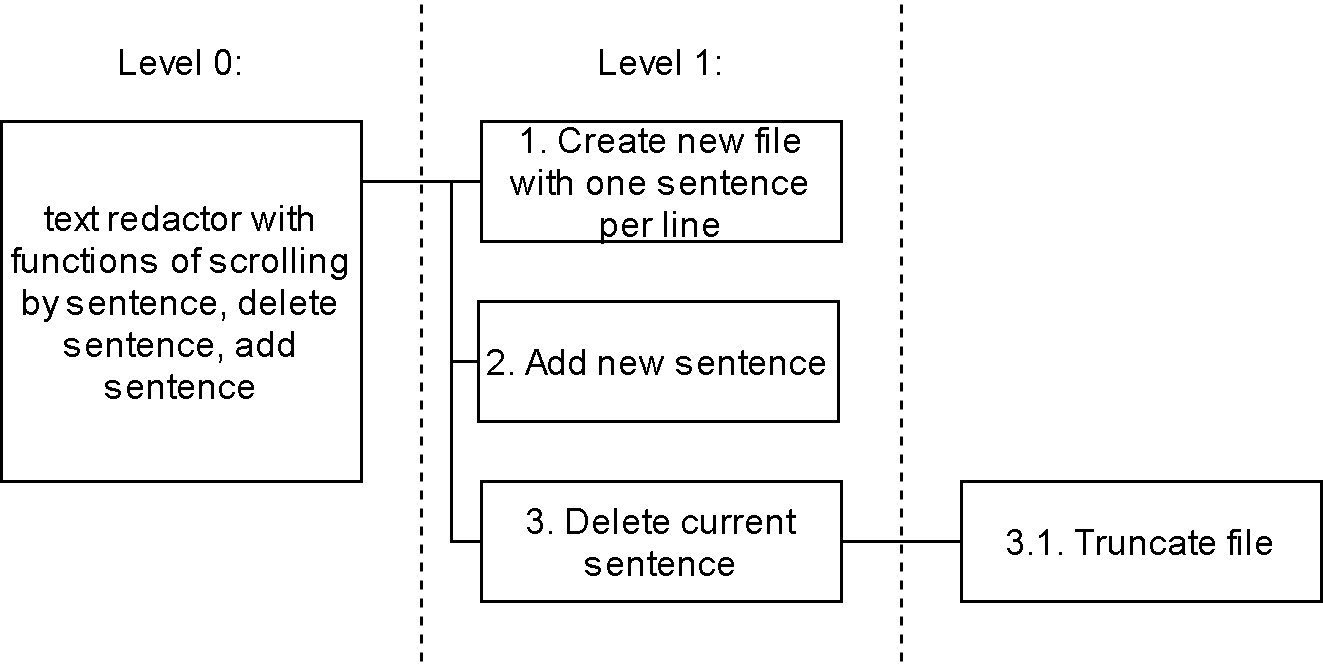 Level 0:
Level 1:
text redactor with
functions of scrolling
by sentence, delete
sentence, add
sentence
1. Create new file
with one sentence
per line
2. Add new sentence
3. Delete current
sentence
3.1. Truncate file